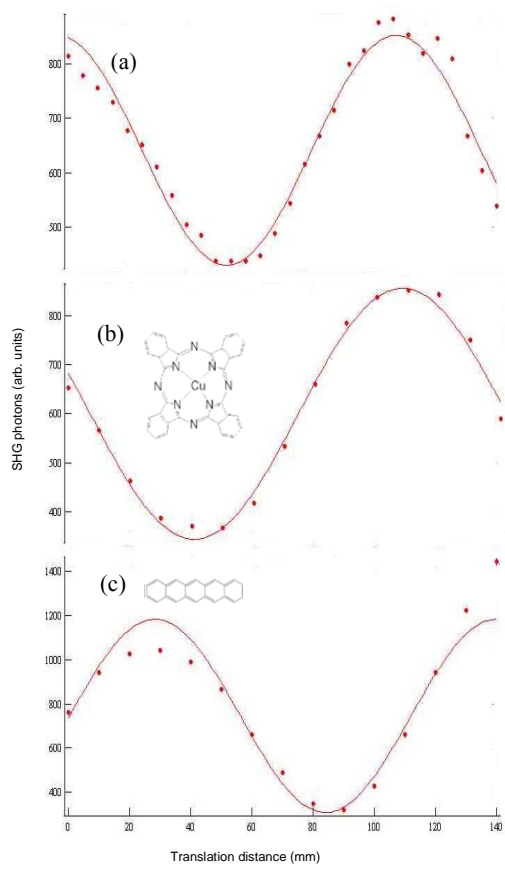 (a)
800
700
600
500
(b)
N
N
N
N
Cu
N
N
N
N
800
700
600
500
400
SHG photons (arb. units)
(c)
1400
1200
1000
800
600
400
0 20 40 60 80 100 120 140
Translation distance (mm)